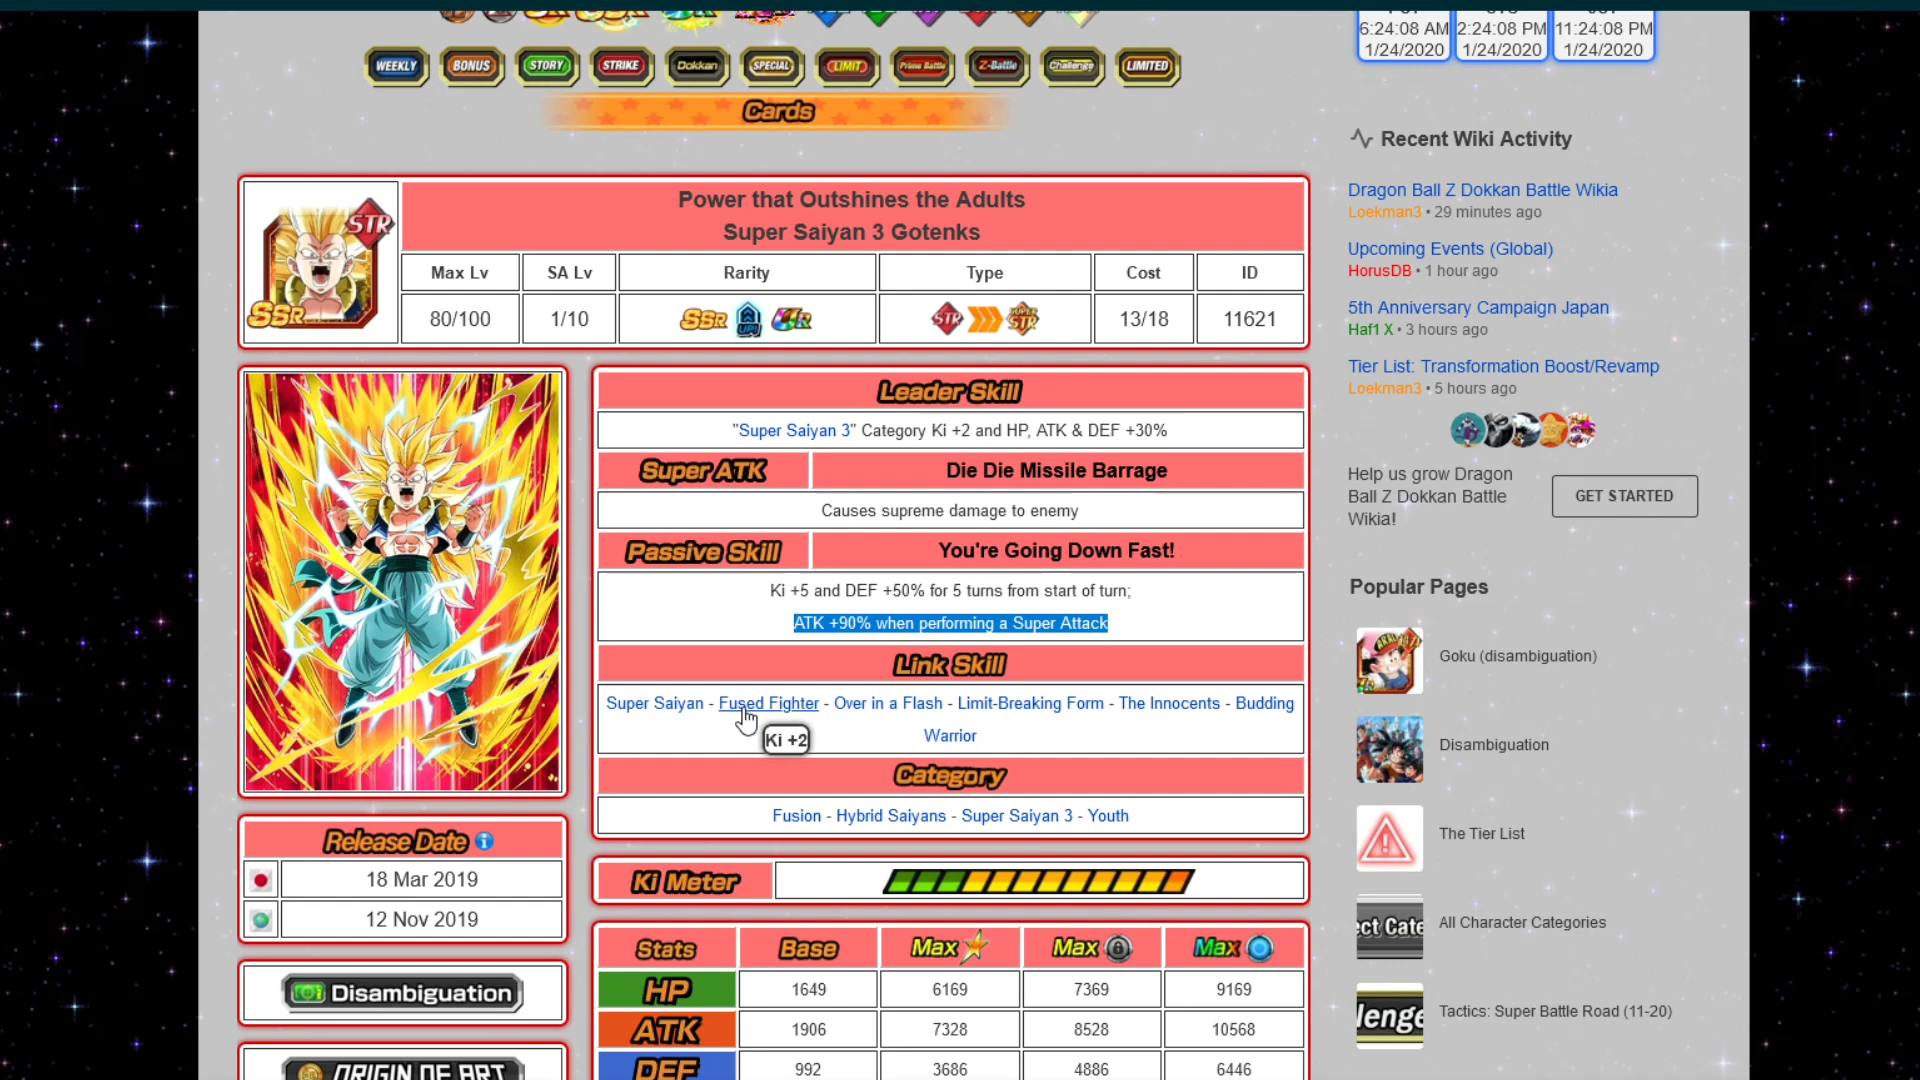 6:24:08 AM 2:24:08 PM 11:24:08 PM
1/24/2020 1/24/2020 1/24/2020
WEEKLY BONUS STORY STRIKE Dokkan SPECIAL LIMIT Prime Battle Z-Battle Challenge LIMITED
Cards
Power that Outshines the Adults
Super Saiyan 3 Gotenks
STR
SSR
Max Lv SA Lv Rarity Type Cost ID
80/100 1/10 SSR UP! UR STR SUPER STR 13/18 11621
Leader Skill
"Super Saiyan 3" Category Ki +2 and HP, ATK & DEF +30%
Super ATK Die Die Missile Barrage
Causes supreme damage to enemy
Passive Skill You're Going Down Fast!
Ki +5 and DEF +50% for 5 turns from start of turn;
ATK +90% when performing a Super Attack
Link Skill
Super Saiyan - Fused Fighter - Over in a Flash - Limit-Breaking Form - The Innocents - Budding
Warrior
Ki +2
Category
Fusion - Hybrid Saiyans - Super Saiyan 3 - Youth
Release Date
18 Mar 2019
12 Nov 2019
Disambiguation
ORIGIN OF ART
Ki Meter
Stats Base Max Max Max
HP 1649 6169 7369 9169
ATK 1906 7328 8528 10568
DEF 992 3686 4886 6446
Recent Wiki Activity
Dragon Ball Z Dokkan Battle Wikia
Loekman3 • 29 minutes ago
Upcoming Events (Global)
HorusDB • 1 hour ago
5th Anniversary Campaign Japan
Haf1 X • 3 hours ago
Tier List: Transformation Boost/Revamp
Loekman3 • 5 hours ago
Help us grow Dragon
Ball Z Dokkan Battle
Wikia!
GET STARTED
Popular Pages
Goku (disambiguation)
Disambiguation
The Tier List
ect Cate
All Character Categories
lenge
Tactics: Super Battle Road (11-20)